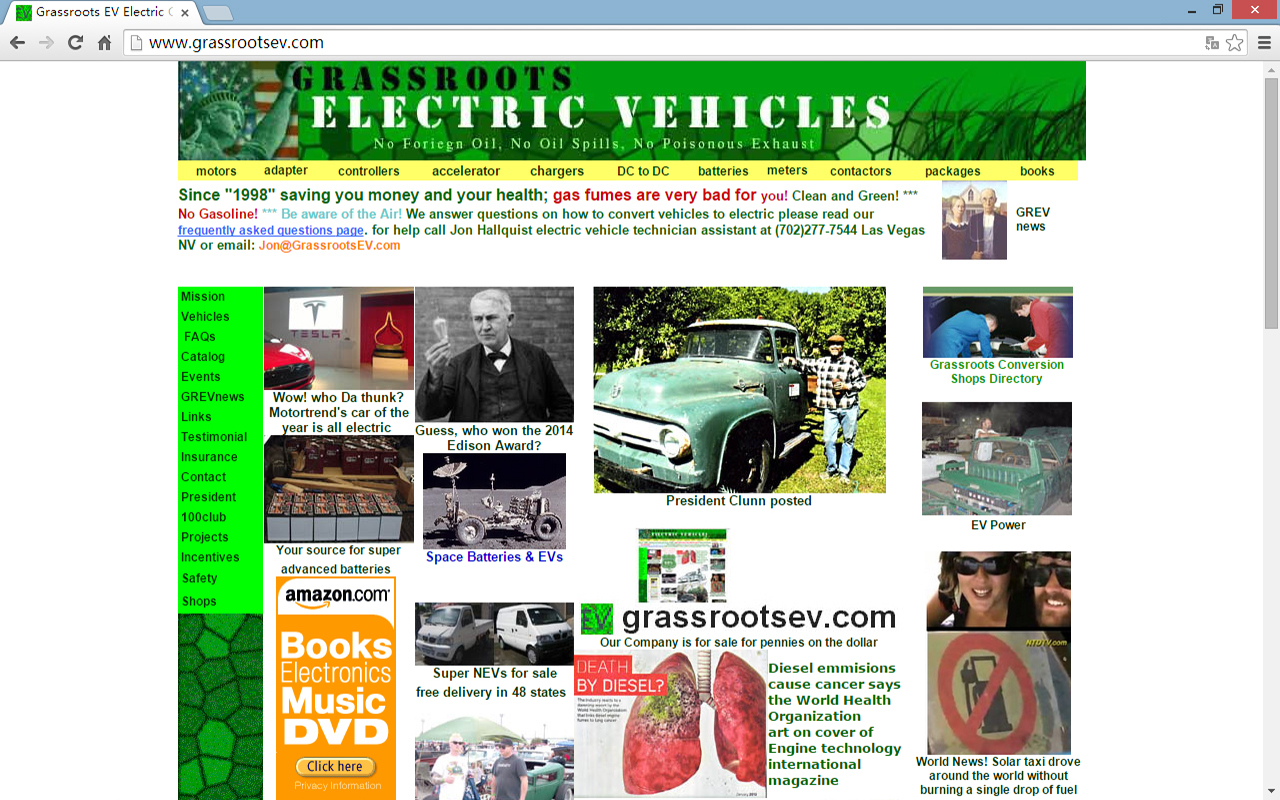 Grassroots EV Electric C
www.grassrootsev.com
GRASSROOTS
ELECTRIC VEHICLES
No Foriegn Oil, No Oil Spills, No Poisonous Exhaust
motors adapter controllers accelerator chargers DC to DC batteries meters contactors packages books
Since "1998" saving you money and your health; gas fumes are very bad for you! Clean and Green! ***
No Gasoline! *** Be aware of the Air! We answer questions on how to convert vehicles to electric please read our
frequently asked questions page. for help call Jon Hallquist electric vehicle technician assistant at (702)277-7544 Las Vegas
NV or email: Jon@GrassrootsEV.com
GREV
news
Mission
Vehicles
FAQs
Catalog
Events
GREVnews
Links
Testimonial
Insurance
Contact
President
100club
Projects
Incentives
Safety
Shops
TESLA
Wow! who Da thunk?
Motortrend's car of the
year is all electric
Your source for super
advanced batteries
amazon.com
Books
Electronics
Music
DVD
Click here
Privacy Information
Guess, who won the 2014
Edison Award?
Space Batteries & EVs
Super NEVs for sale
free delivery in 48 states
President Clunn posted
ELECTRIC VEHICLES
EV grassrootsev.com
Our Company is for sale for pennies on the dollar
DEATH
BY DIESEL?
Diesel emmisions
cause cancer says
the World Health
Organization
art on cover of
Engine technology
international
magazine
Grassroots Conversion
Shops Directory
EV Power
NTDTV.com
World News! Solar taxi drove
around the world without
burning a single drop of fuel